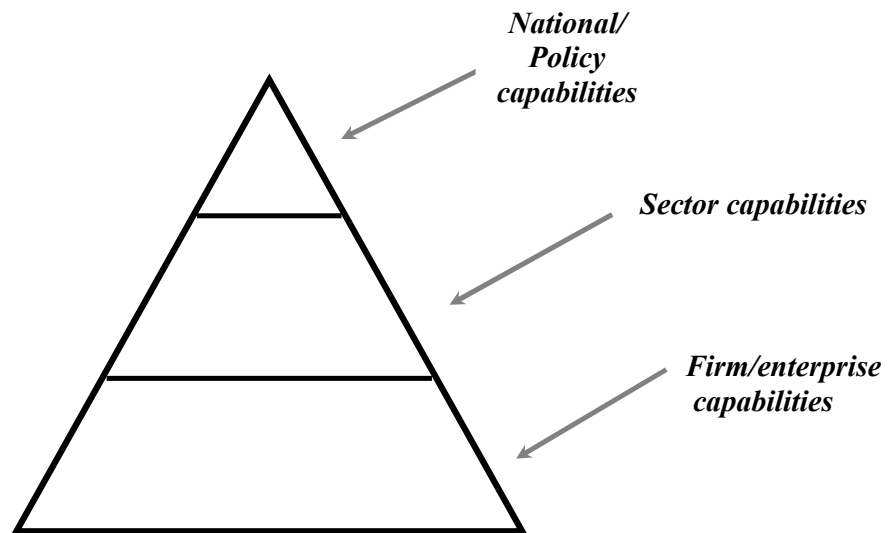 National/
Policy
capabilities
Sector capabilities
Firm/enterprise
capabilities